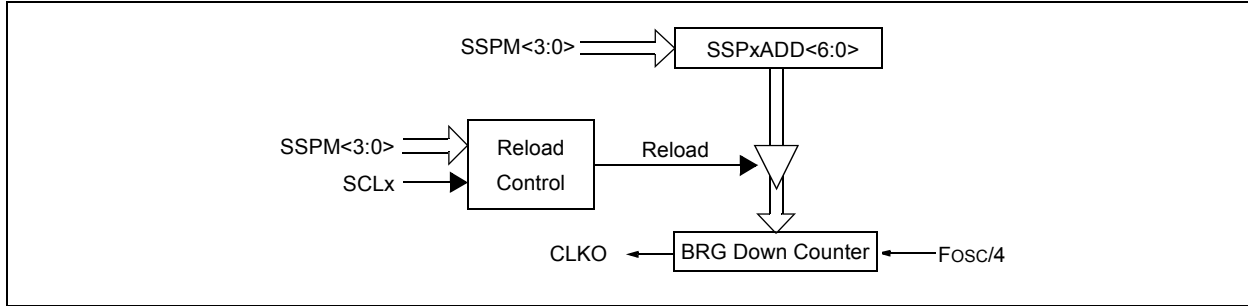 SSPM<3:0>
SSPxADD<6:0>
SSPM<3:0>
SCLx
Reload
Control
Reload
CLKO
BRG Down Counter
FOSC/4